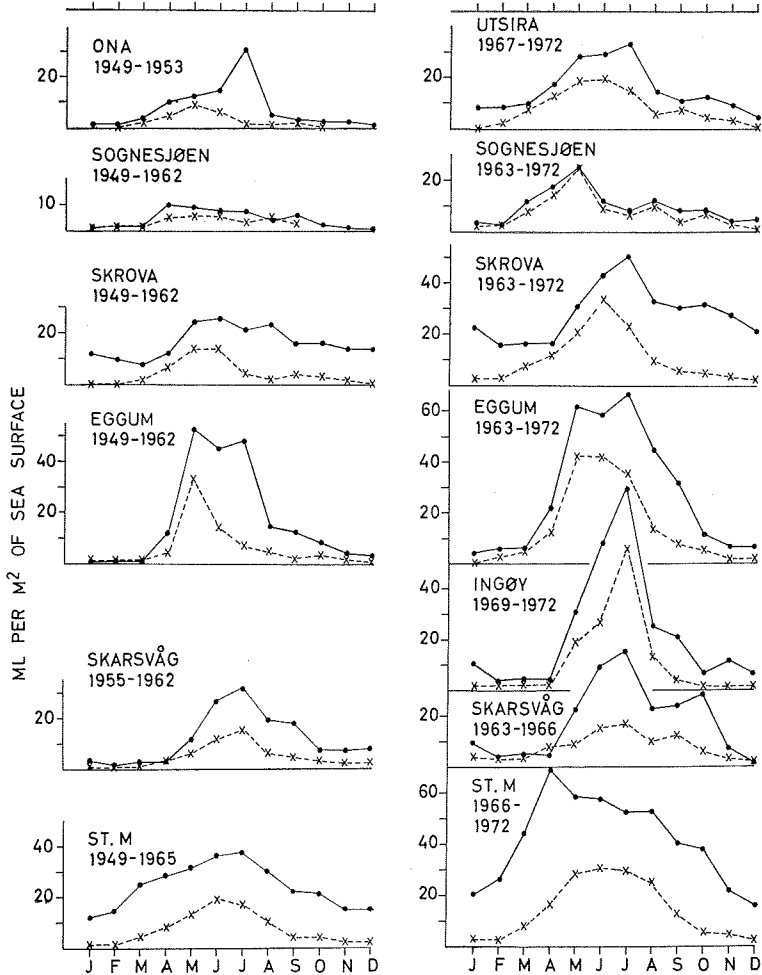 ML PER M² OF SEA SURFACE
ONA
1949-1953
20
SOGNESJØEN
1949-1962
10
SKROVA
1949-1962
20
EGGUM
1949-1962
40
20
SKARSVÅG
1955-1962
20
ST. M
1949-1965
40
20
J F M A M J J A S O N D
UTSIRA
1967-1972
20
SOGNESJØEN
1963-1972
20
SKROVA
1963-1972
40
20
EGGUM
1963-1972
60
40
20
INGØY
1969-1972
40
20
SKARSVÅG
1963-1966
20
ST. M
1966-
1972
60
40
20
J F M A M J J A S O N D